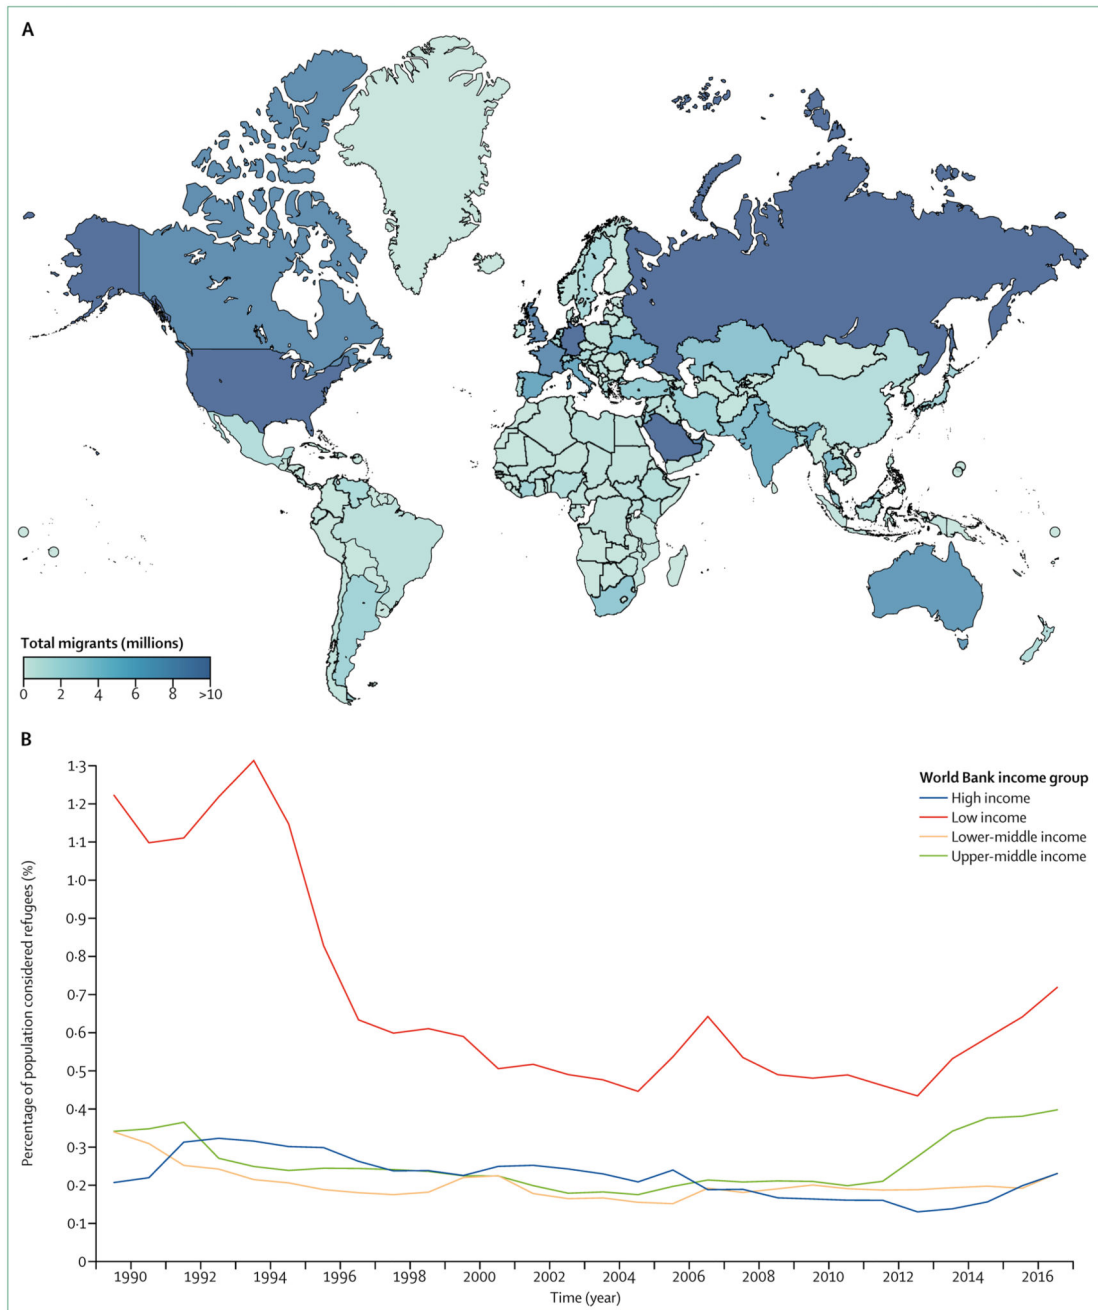 A
Total migrants (millions)
0 2 4 6 8 >10
B
World Bank income group
High income
Low income
Lower-middle income
Upper-middle income
Percentage of population considered refugees (%)
1·3
1·2
1·1
1·0
0·9
0·8
0·7
0·6
0·5
0·4
0·3
0·2
0·1
0
1990 1992 1994 1996 1998 2000 2002 2004 2006 2008 2010 2012 2014 2016
Time (year)